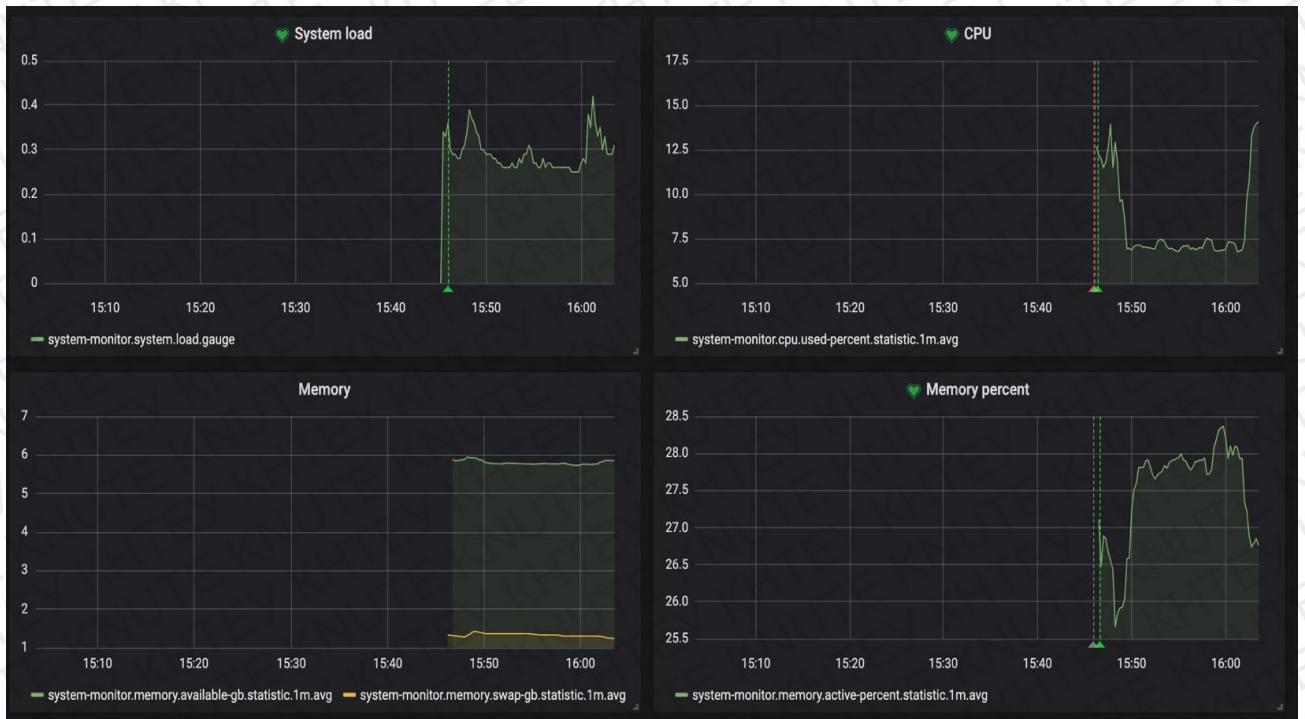 System load
0.5
0.4
0.3
0.2
0.1
0
15:10 15:20 15:30 15:40 15:50 16:00
system-monitor.system.load.gauge
CPU
17.5
15.0
12.5
10.0
7.5
5.0
15:10 15:20 15:30 15:40 15:50 16:00
system-monitor.cpu.used-percent.statistic.1m.avg
Memory
7
6
5
4
3
2
1
15:10 15:20 15:30 15:40 15:50 16:00
system-monitor.memory.available-gb.statistic.1m.avg system-monitor.memory.swap-gb.statistic.1m.avg
Memory percent
28.5
28.0
27.5
27.0
26.5
26.0
25.5
15:10 15:20 15:30 15:40 15:50 16:00
system-monitor.memory.active-percent.statistic.1m.avg